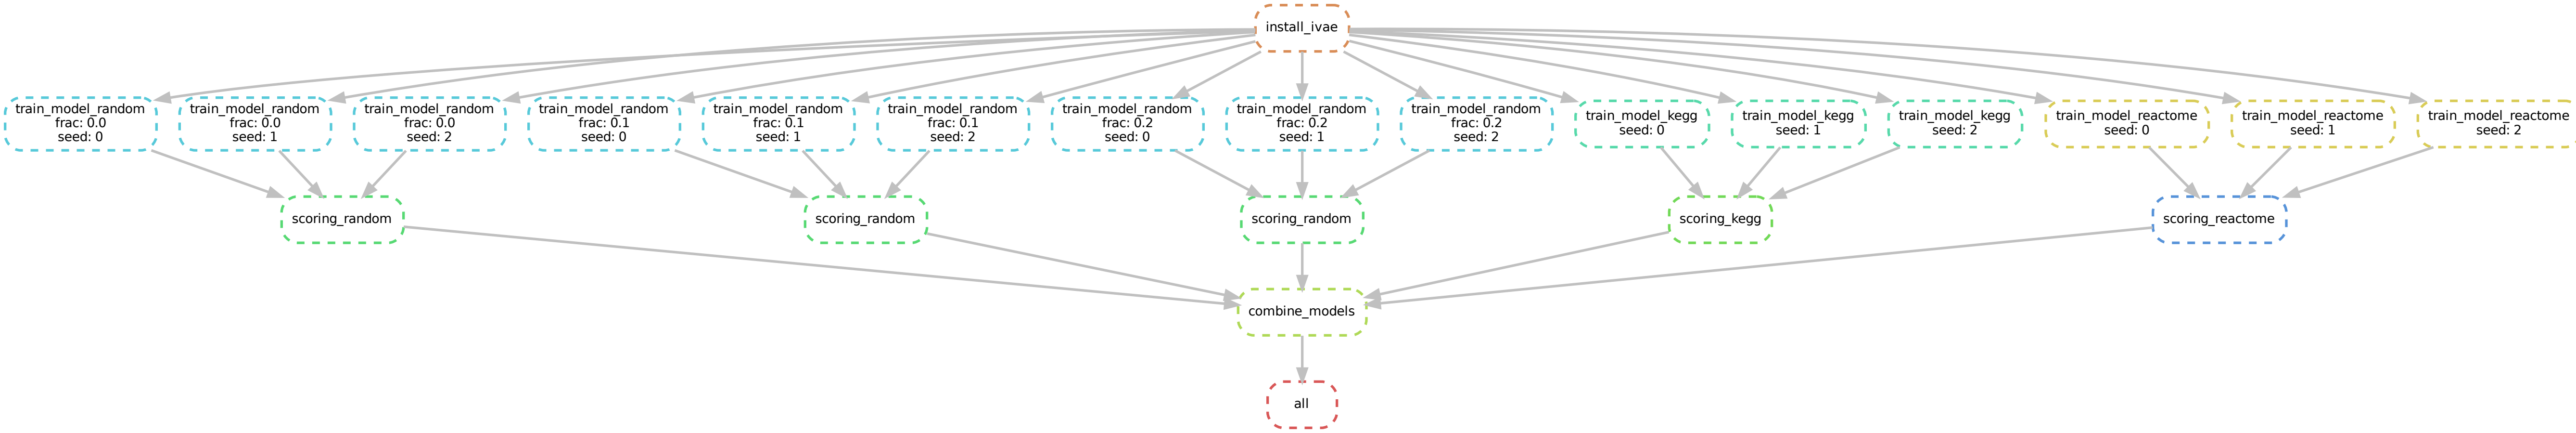 install_ivae
train_model_random
frac: 0.0
seed: 0
train_model_random
frac: 0.0
seed: 1
train_model_random
frac: 0.0
seed: 2
train_model_random
frac: 0.1
seed: 0
train_model_random
frac: 0.1
seed: 1
train_model_random
frac: 0.1
seed: 2
train_model_random
frac: 0.2
seed: 0
train_model_random
frac: 0.2
seed: 1
train_model_random
frac: 0.2
seed: 2
train_model_kegg
seed: 0
train_model_kegg
seed: 1
train_model_kegg
seed: 2
train_model_reactome
seed: 0
train_model_reactome
seed: 1
train_model_reactome
seed: 2
scoring_random
scoring_random
scoring_random
scoring_kegg
scoring_reactome
combine_models
all